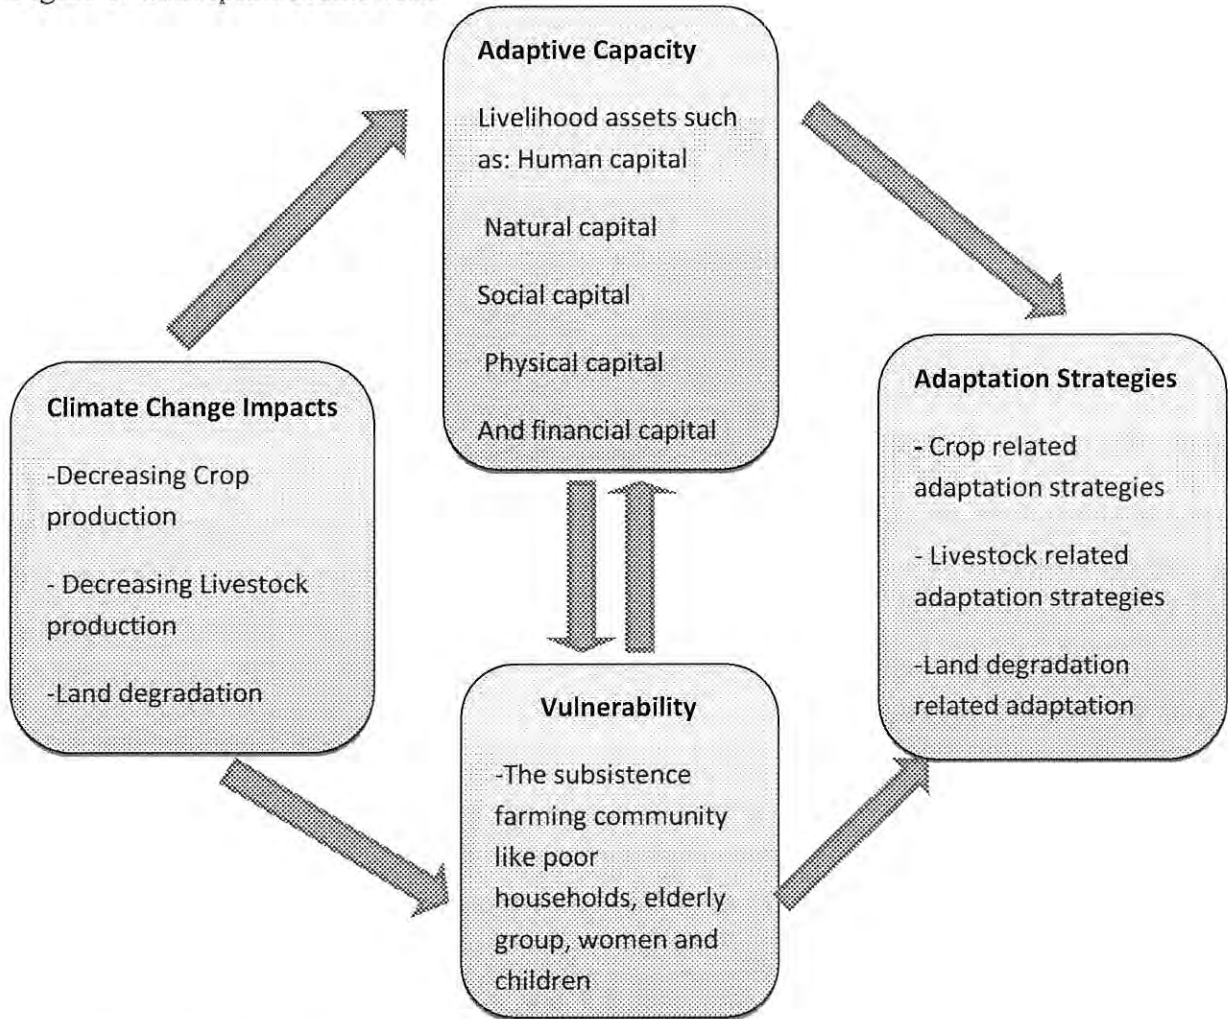 Adaptive Capacity
Livelihood assets such
as: Human capital
Natural capital
Social capital
Physical capital
And financial capital
Climate Change Impacts
-Decreasing Crop
production
- Decreasing Livestock
production
-Land degradation
Adaptation Strategies
- Crop related
adaptation strategies
- Livestock related
adaptation strategies
-Land degradation
related adaptation
Vulnerability
-The subsistence
farming community
like poor
households, elderly
group, women and
children